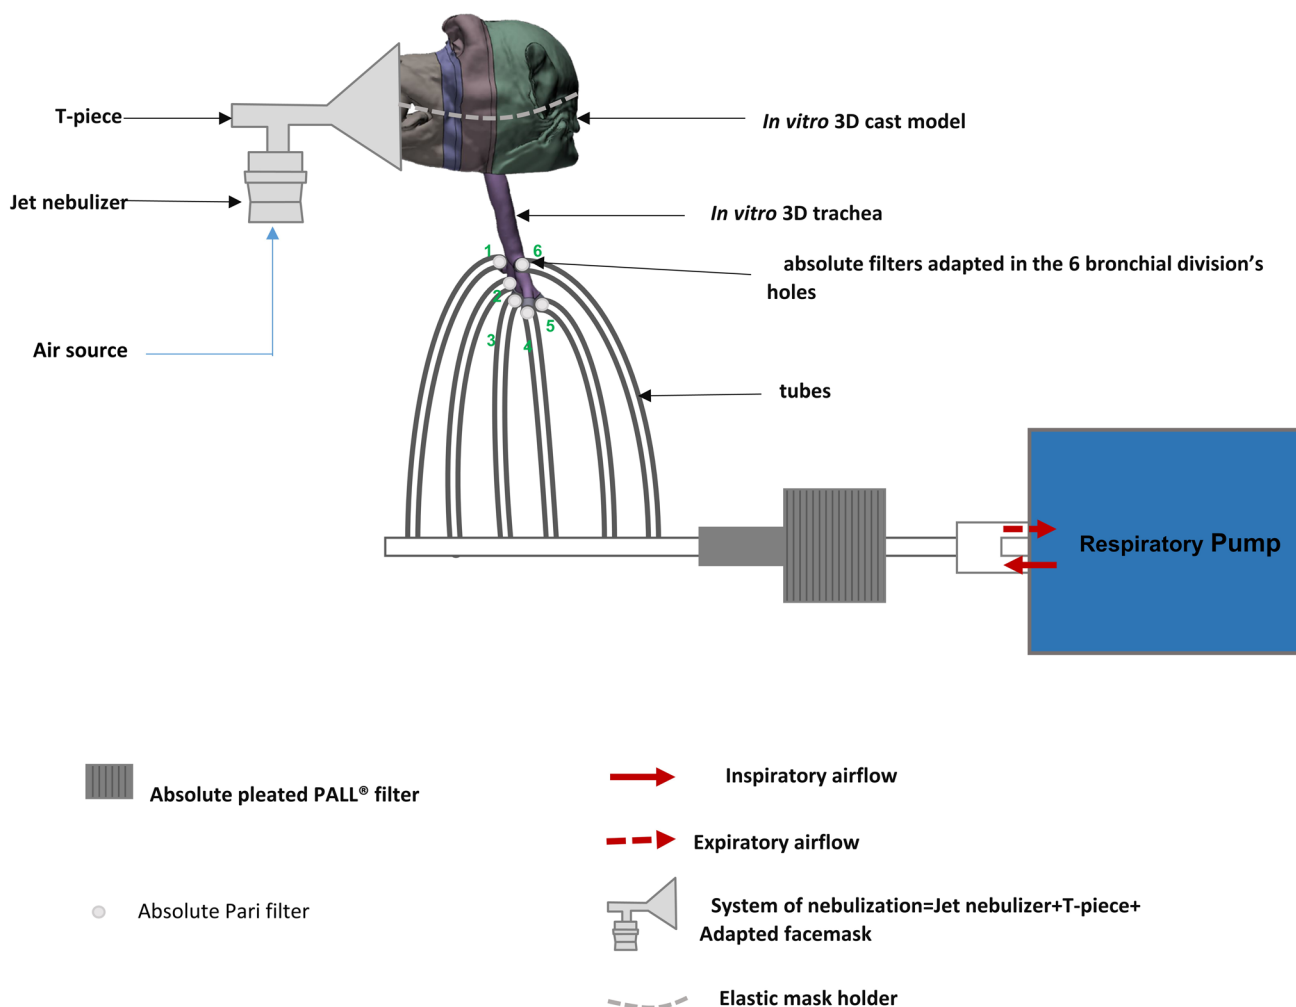 T-piece
In vitro 3D cast model
Jet nebulizer
In vitro 3D trachea
1
6
absolute filters adapted in the 6 bronchial division's
holes
2
5
3
4
Air source
tubes
Respiratory Pump
Absolute pleated PALL® filter
Inspiratory airflow
Expiratory airflow
Absolute Pari filter
System of nebulization=Jet nebulizer+T-piece+
Adapted facemask
Elastic mask holder